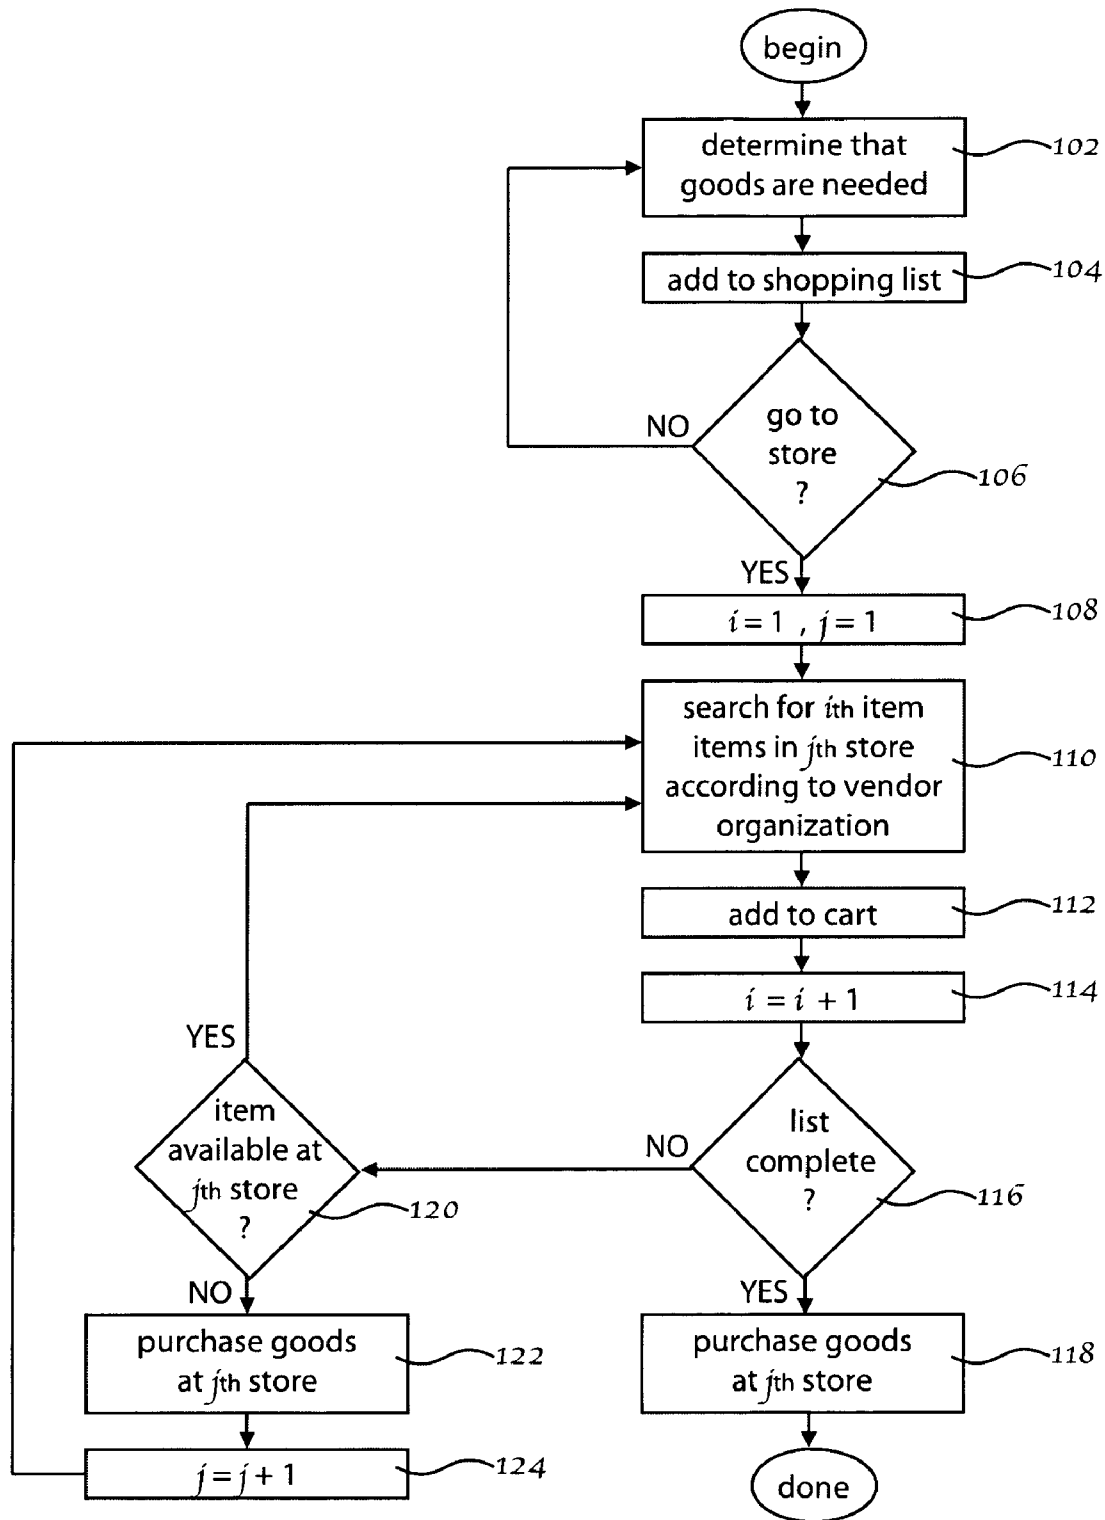 begin
determine that
goods are needed
102
add to shopping list
104
go to
store
?
NO
106
YES
i = 1 , j = 1
108
search for ith item
items in jth store
according to vendor
organization
110
add to cart
112
i = i + 1
114
YES
item
available at
jth store
?
120
NO
list
complete
?
116
NO
YES
purchase goods
at jth store
122
purchase goods
at jth store
118
j = j + 1
124
done